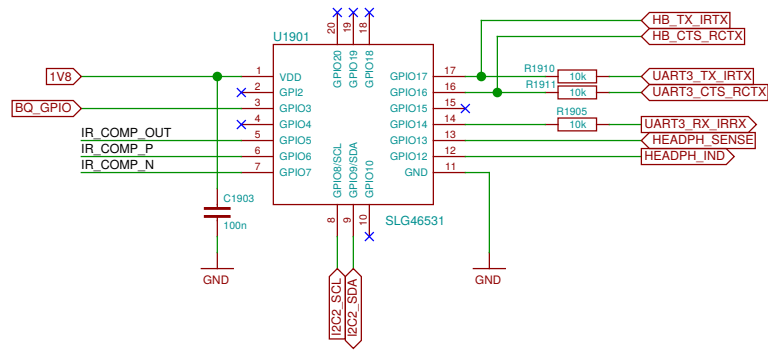 HB_TX_IRTX
HB_CTS_RCTX
U1901
20
19
18
GPIO20
GPIO19
GPIO18
1V8
1
VDD
GPIO17
17
R1910
10k
UART3_TX_IRTX
2
GPI2
GPIO16
16
R1911
10k
UART3_CTS_RCTX
BQ_GPIO
3
GPIO3
GPIO15
15
4
GPIO4
GPIO14
14
R1905
10k
UART3_RX_IRRX
IR_COMP_OUT
5
GPIO5
GPIO13
13
HEADPH_SENSE
IR_COMP_P
6
GPIO6
GPIO12
12
HEADPH_IND
IR_COMP_N
7
GPIO7
GND
11
GPIO8/SCL
GPIO9/SDA
GPIO10
8
9
10
SLG46531
C1903
100n
GND
GND
I2C2_SCL
I2C2_SDA